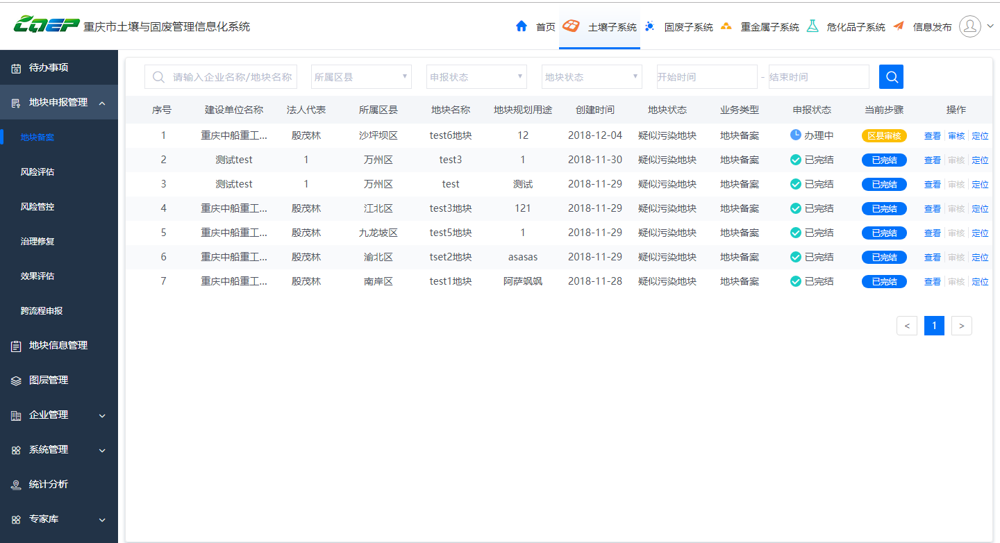 CQEP 重庆市土壤与固废管理信息化系统 首页 土壤子系统 固废子系统 重金属子系统 危化品子系统 信息发布
待办事项
地块申报管理
地块备案
风险评估
风险管控
治理修复
效果评估
跨流程申报
地块信息管理
图层管理
企业管理
系统管理
统计分析
专家库
请输入企业名称/地块名称 所属区县 申报状态 地块状态 开始时间 - 结束时间
序号 建设单位名称 法人代表 所属区县 地块名称 地块规划用途 创建时间 地块状态 业务类型 申报状态 当前步骤 操作
1 重庆中船重工... 殷茂林 沙坪坝区 test6地块 12 2018-12-04 疑似污染地块 地块备案 办理中 区县审核 查看 审核 定位
2 测试test 1 万州区 test3 1 2018-11-30 疑似污染地块 地块备案 已完结 已完结 查看 审核 定位
3 测试test 1 万州区 test 测试 2018-11-29 疑似污染地块 地块备案 已完结 已完结 查看 审核 定位
4 重庆中船重工... 殷茂林 江北区 test3地块 121 2018-11-29 疑似污染地块 地块备案 已完结 已完结 查看 审核 定位
5 重庆中船重工... 殷茂林 九龙坡区 test5地块 1 2018-11-29 疑似污染地块 地块备案 已完结 已完结 查看 审核 定位
6 重庆中船重工... 殷茂林 渝北区 tset2地块 asasas 2018-11-29 疑似污染地块 地块备案 已完结 已完结 查看 审核 定位
7 重庆中船重工... 殷茂林 南岸区 test1地块 阿萨飒飒 2018-11-28 疑似污染地块 地块备案 已完结 已完结 查看 审核 定位
< 1 >